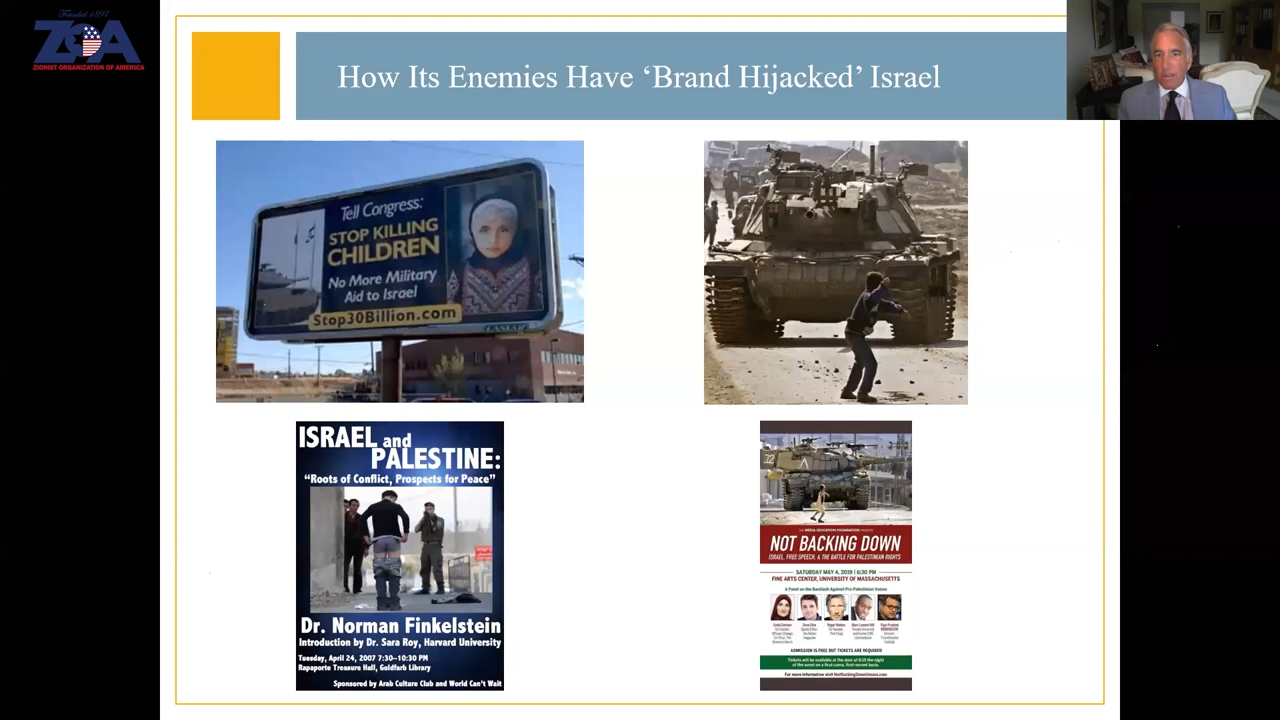 Founded 1897
ZOA
ZIONIST ORGANIZATION OF AMERICA
How Its Enemies Have ‘Brand Hijacked’ Israel
Tell Congress:
STOP KILLING
CHILDREN
No More Military
Aid to Israel
Stop30Billion.com
LAMAR
ISRAEL and
PALESTINE:
“Roots of Conflict, Prospects for Peace”
Dr. Norman Finkelstein
Introduction by Dr. Sara Roy, Harvard University
Tuesday, April 24, 2007 7:30–10:30 PM
Rapaporte Treasure Hall, Goldfarb Library
Sponsored by Arab Culture Club and World Can’t Wait
THE MEDIA EDUCATION FOUNDATION PRESENTS
NOT BACKING DOWN
ISRAEL, FREE SPEECH, & THE BATTLE FOR PALESTINIAN RIGHTS
SATURDAY MAY 4, 2019 | 6:30 PM
FINE ARTS CENTER, UNIVERSITY OF MASSACHUSETTS
A Panel on the Backlash Against Pro-Palestinian Voices
ADMISSION IS FREE BUT TICKETS ARE REQUIRED
Tickets will be available at the door at 5:15 the night
of the event on a first-come, first-served basis.
For more information visit NotBackingDownUmass.com